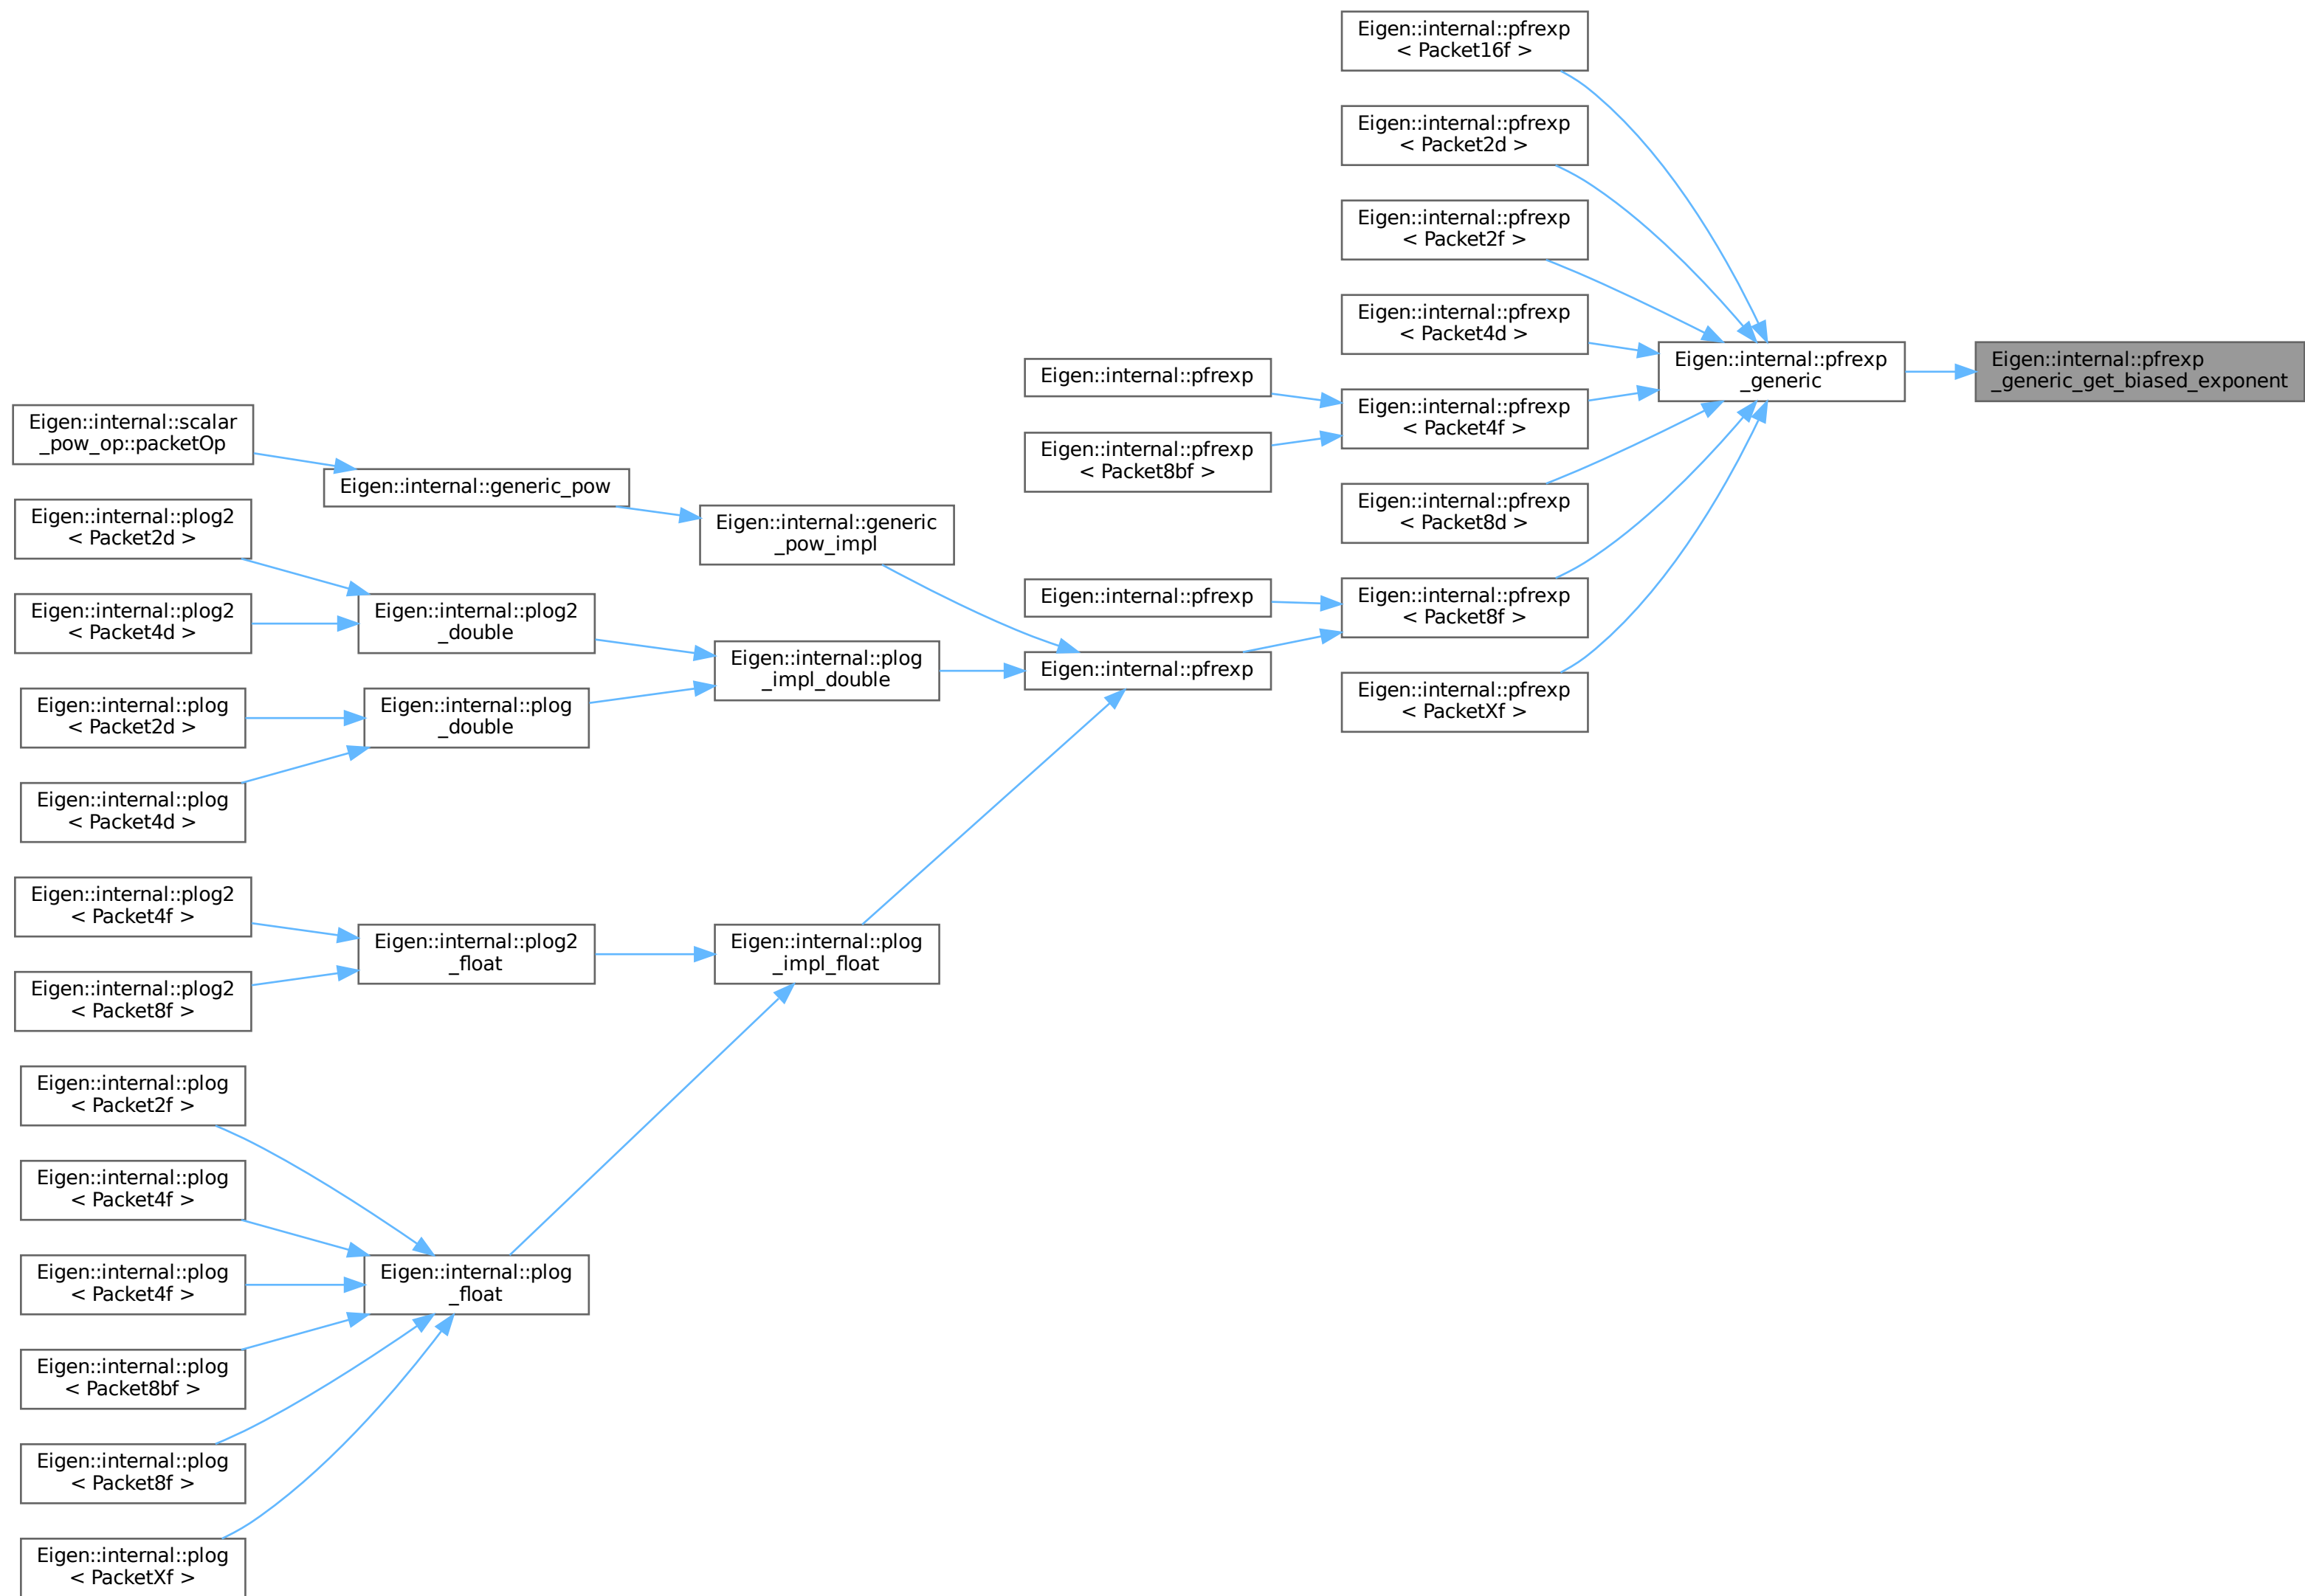 Eigen::internal::pfrexp
< Packet16f >
Eigen::internal::pfrexp
< Packet2d >
Eigen::internal::pfrexp
< Packet2f >
Eigen::internal::pfrexp
< Packet4d >
Eigen::internal::pfrexp
_generic
Eigen::internal::pfrexp
_generic_get_biased_exponent
Eigen::internal::pfrexp
Eigen::internal::pfrexp
< Packet4f >
Eigen::internal::pfrexp
< Packet8bf >
Eigen::internal::pfrexp
< Packet8d >
Eigen::internal::scalar
_pow_op::packetOp
Eigen::internal::generic_pow
Eigen::internal::generic
_pow_impl
Eigen::internal::plog2
< Packet2d >
Eigen::internal::plog2
< Packet4d >
Eigen::internal::plog2
_double
Eigen::internal::pfrexp
Eigen::internal::pfrexp
< Packet8f >
Eigen::internal::plog
_impl_double
Eigen::internal::pfrexp
Eigen::internal::pfrexp
< PacketXf >
Eigen::internal::plog
< Packet2d >
Eigen::internal::plog
_double
Eigen::internal::plog
< Packet4d >
Eigen::internal::plog2
< Packet4f >
Eigen::internal::plog2
_float
Eigen::internal::plog
_impl_float
Eigen::internal::plog2
< Packet8f >
Eigen::internal::plog
< Packet2f >
Eigen::internal::plog
< Packet4f >
Eigen::internal::plog
< Packet4f >
Eigen::internal::plog
_float
Eigen::internal::plog
< Packet8bf >
Eigen::internal::plog
< Packet8f >
Eigen::internal::plog
< PacketXf >